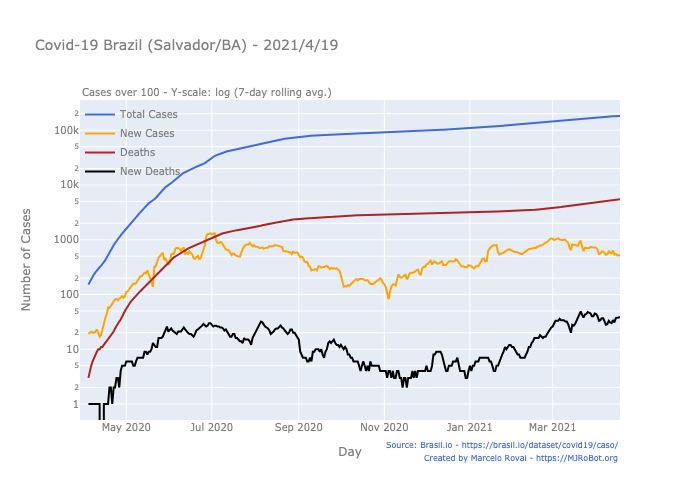 Covid-19 Brazil (Salvador/BA) - 2021/4/19
Cases over 100 - Y-scale: log (7-day rolling avg.)
Total Cases
New Cases
Deaths
New Deaths
2
100k
5
2
10k
5
2
1000
5
2
100
5
2
10
5
2
1
Number of Cases
May 2020
Jul 2020
Sep 2020
Nov 2020
Jan 2021
Mar 2021
Day
Source: Brasil.io - https://brasil.io/dataset/covid19/caso/
Created by Marcelo Rovai - https://MJRoBot.org